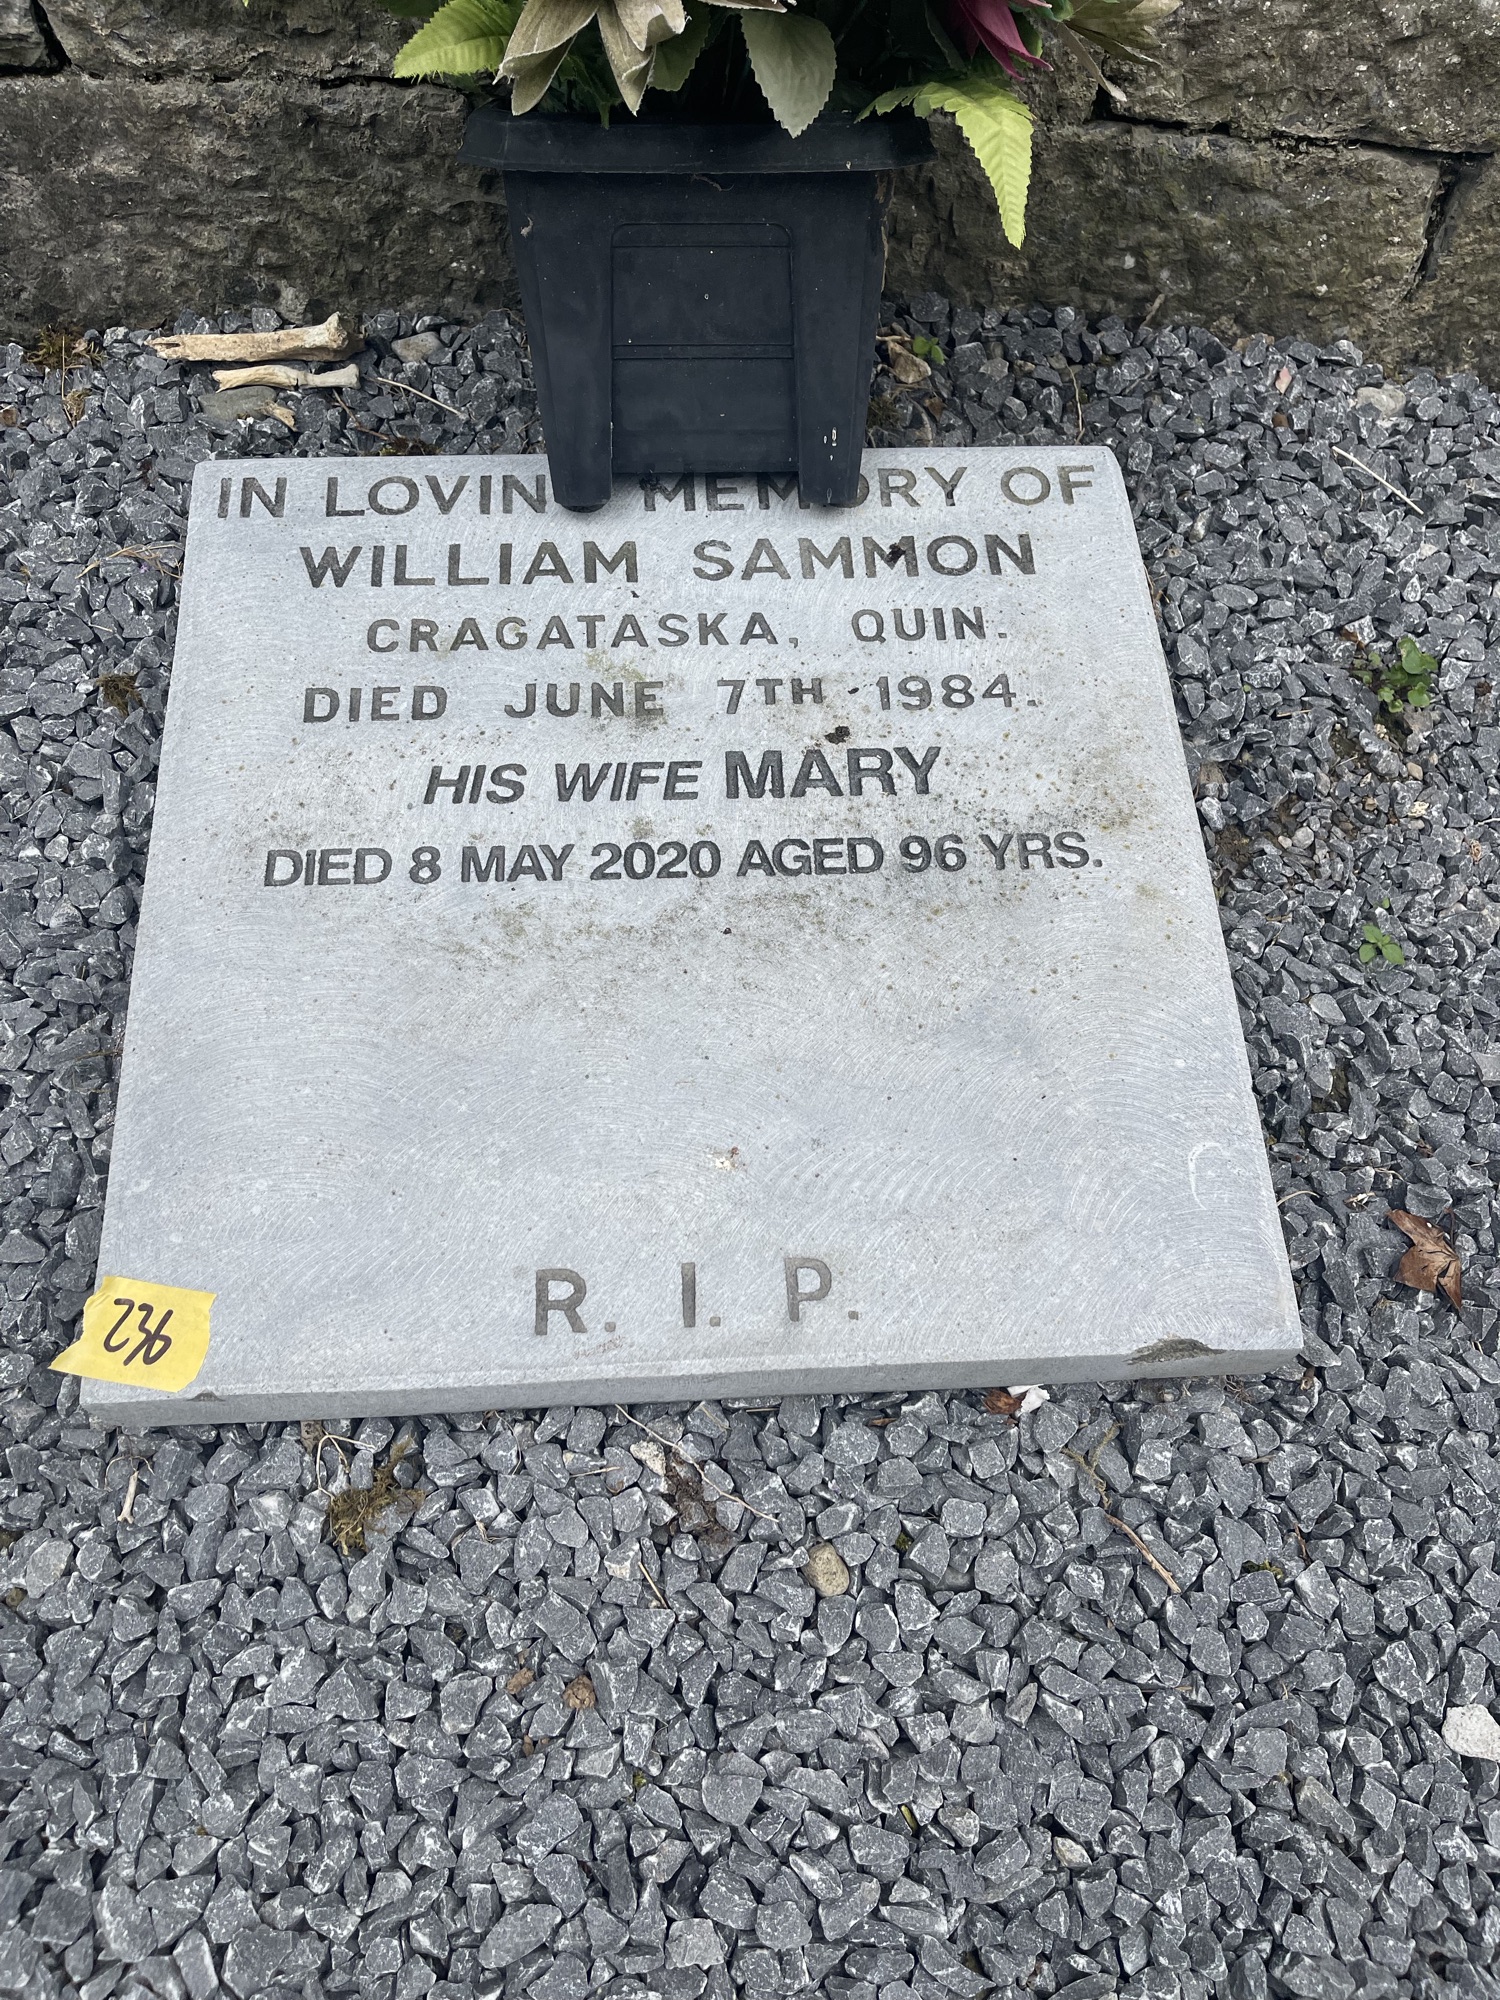 IN LOVING MEMORY OF
WILLIAM SAMMON
CRAGATASKA, QUIN.
DIED JUNE 7TH 1984.
HIS WIFE MARY
DIED 8 MAY 2020 AGED 96 YRS.
R. I. P.
236